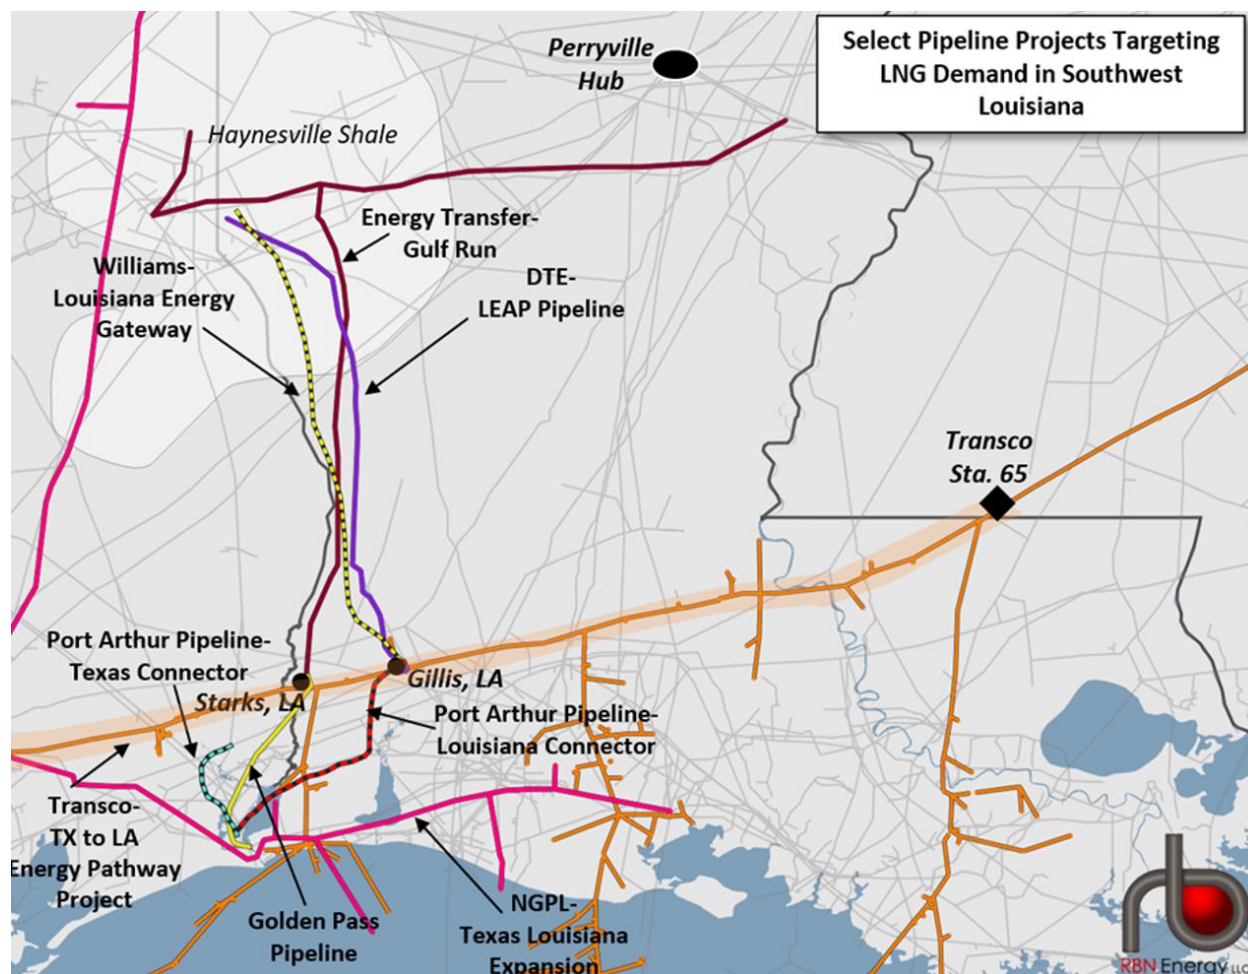 Select Pipeline Projects Targeting
LNG Demand in Southwest
Louisiana
Perryville
Hub
Haynesville Shale
Energy Transfer-
Gulf Run
Williams-
Louisiana Energy
Gateway
DTE-
LEAP Pipeline
Transco
Sta. 65
Port Arthur Pipeline-
Texas Connector
Starks, LA
Gillis, LA
Port Arthur Pipeline-
Louisiana Connector
Transco-
TX to LA
Energy Pathway
Project
Golden Pass
Pipeline
NGPL-
Texas Louisiana
Expansion
RBN Energy LLC